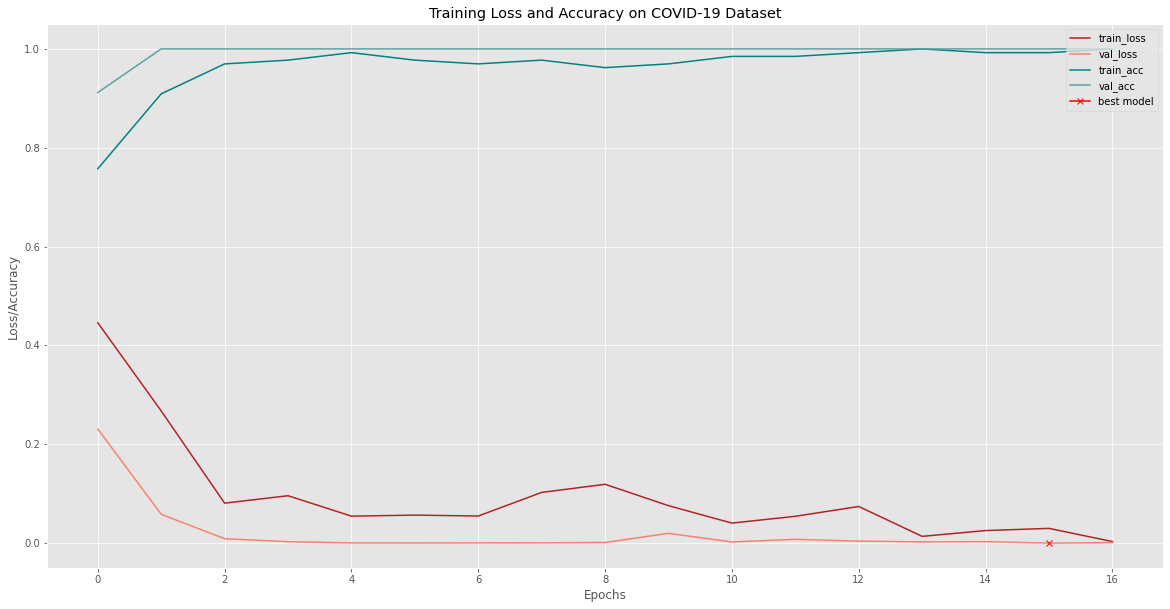 Training Loss and Accuracy on COVID-19 Dataset
train_loss
val_loss
train_acc
val_acc
best model
1.0
0.8
0.6
0.4
0.2
0.0
Loss/Accuracy
0 2 4 6 8 10 12 14 16
Epochs